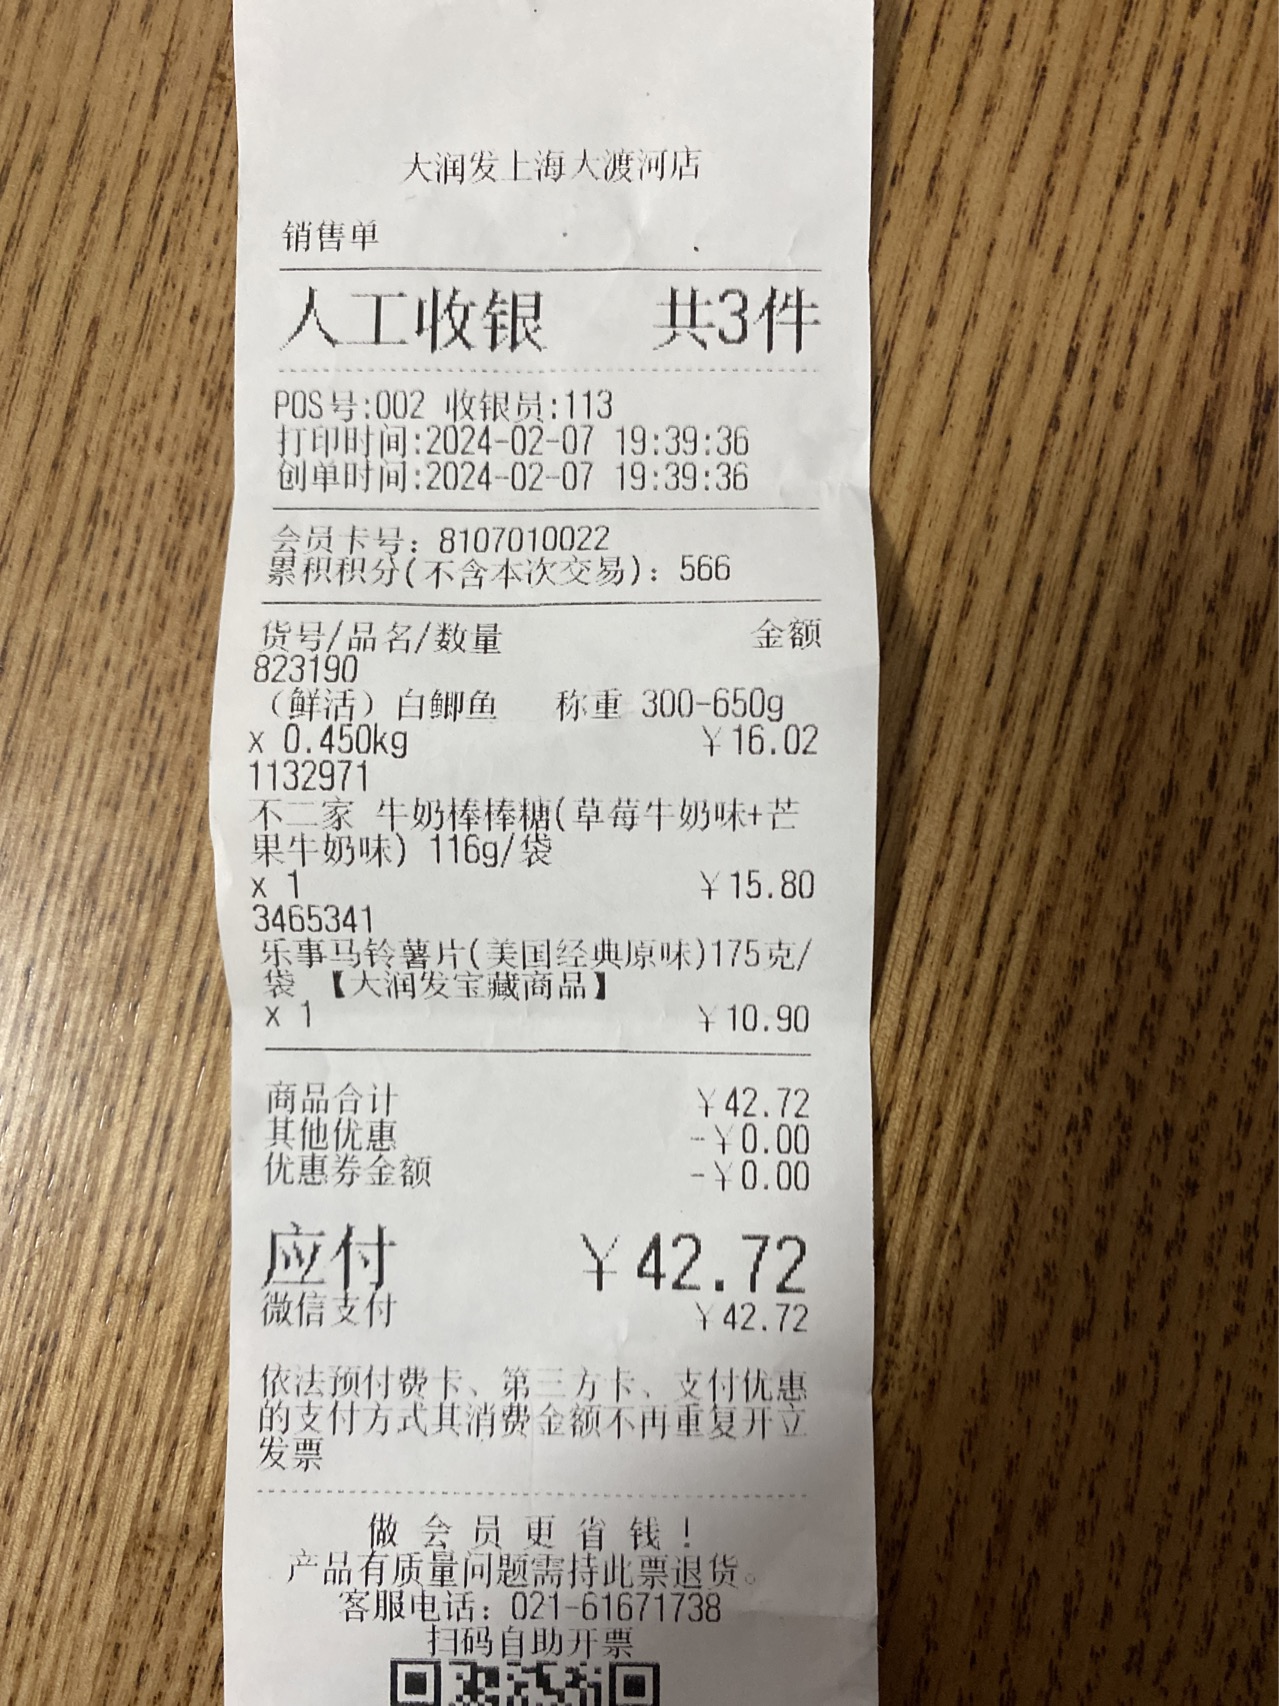 大润发上海大渡河店
销售单
人工收银 共3件
POS号:002 收银员:113
打印时间:2024-02-07 19:39:36
创单时间:2024-02-07 19:39:36
会员卡号：8107010022
累积积分(不含本次交易)：566
货号/品名/数量 金额
823190
（鲜活）白鲫鱼 称重 300-650g
x 0.450kg ￥16.02
1132971
不二家 牛奶棒棒糖(草莓牛奶味+芒
果牛奶味) 116g/袋
x 1 ￥15.80
3465341
乐事马铃薯片(美国经典原味)175克/
袋 【大润发宝藏商品】
x 1 ￥10.90
商品合计 ￥42.72
其他优惠 -￥0.00
优惠券金额 -￥0.00
应付 ￥42.72
微信支付 ￥42.72
依法预付费卡、第三方卡、支付优惠
的支付方式其消费金额不再重复开立
发票
做会员更省钱！
产品有质量问题需持此票退货。
客服电话：021-61671738
扫码自助开票